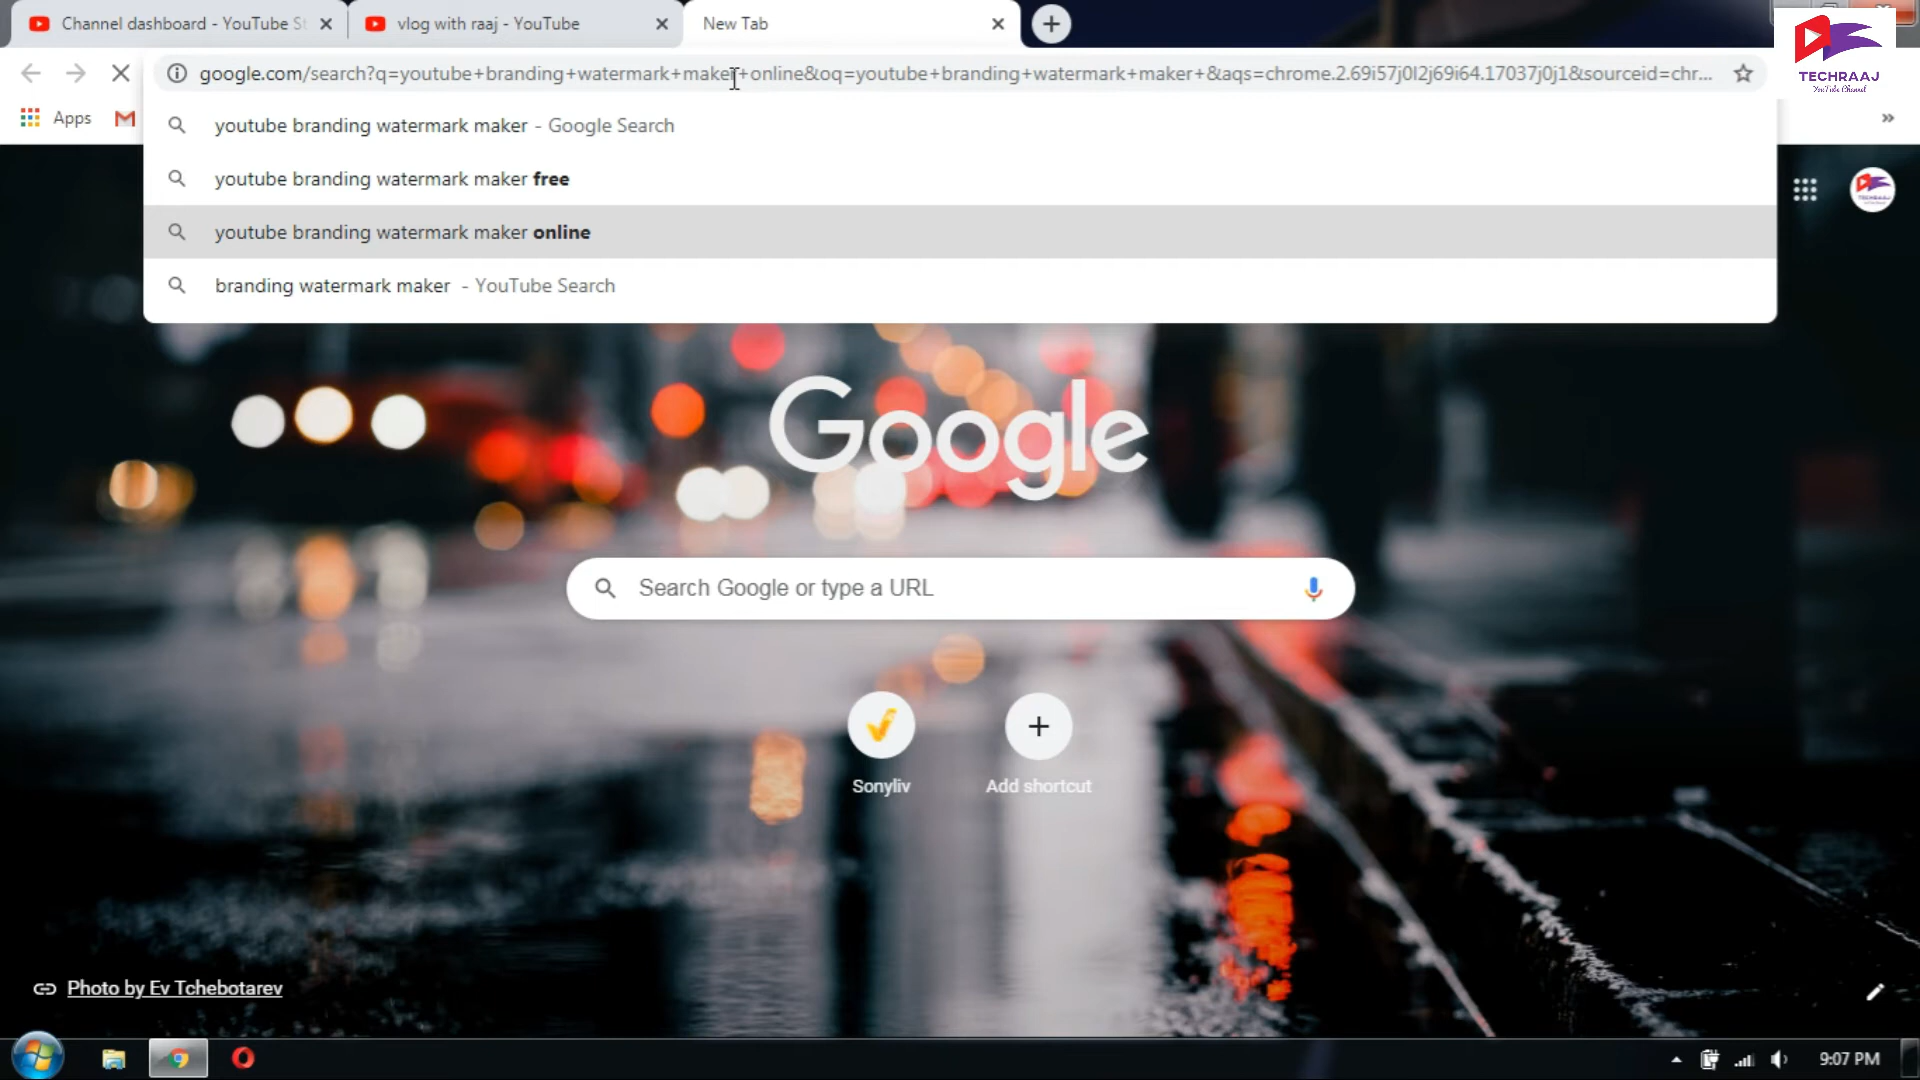 Channel dashboard - YouTube St
vlog with raaj - YouTube
New Tab
google.com/search?q=youtube+branding+watermark+maker+online&oq=youtube+branding+watermark+maker+&aqs=chrome.2.69i57j0l2j69i64.17037j0j1&sourceid=chr...
TECHRAAJ
YouTube Channel
Apps
»
youtube branding watermark maker - Google Search
youtube branding watermark maker free
youtube branding watermark maker online
branding watermark maker - YouTube Search
Google
Search Google or type a URL
Sonyliv
Add shortcut
Photo by Ev Tchebotarev
9:07 PM